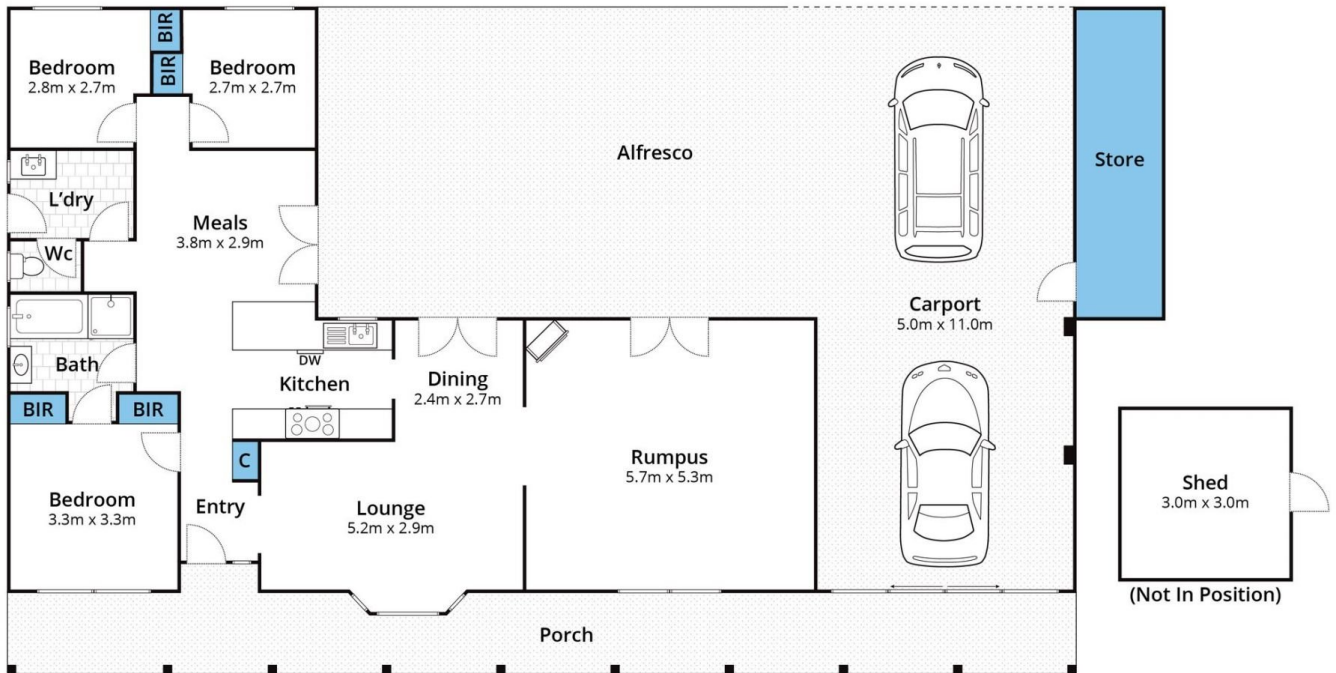 BIR
BIR
Bedroom
2.8m x 2.7m
Bedroom
2.7m x 2.7m
Alfresco
Store
L'dry
Meals
3.8m x 2.9m
Wc
Carport
5.0m x 11.0m
Bath
DW
Kitchen
Dining
2.4m x 2.7m
BIR
BIR
C
Rumpus
5.7m x 5.3m
Bedroom
3.3m x 3.3m
Entry
Lounge
5.2m x 2.9m
Shed
3.0m x 3.0m
(Not In Position)
Porch